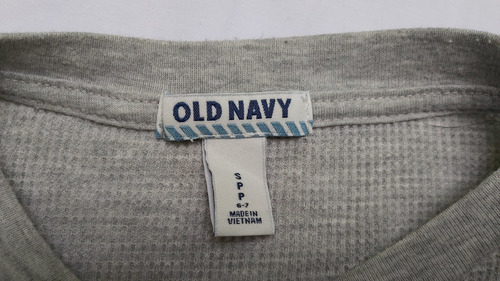 OLD NAVY
S
P
P
6-7
MADE IN
VIETNAM